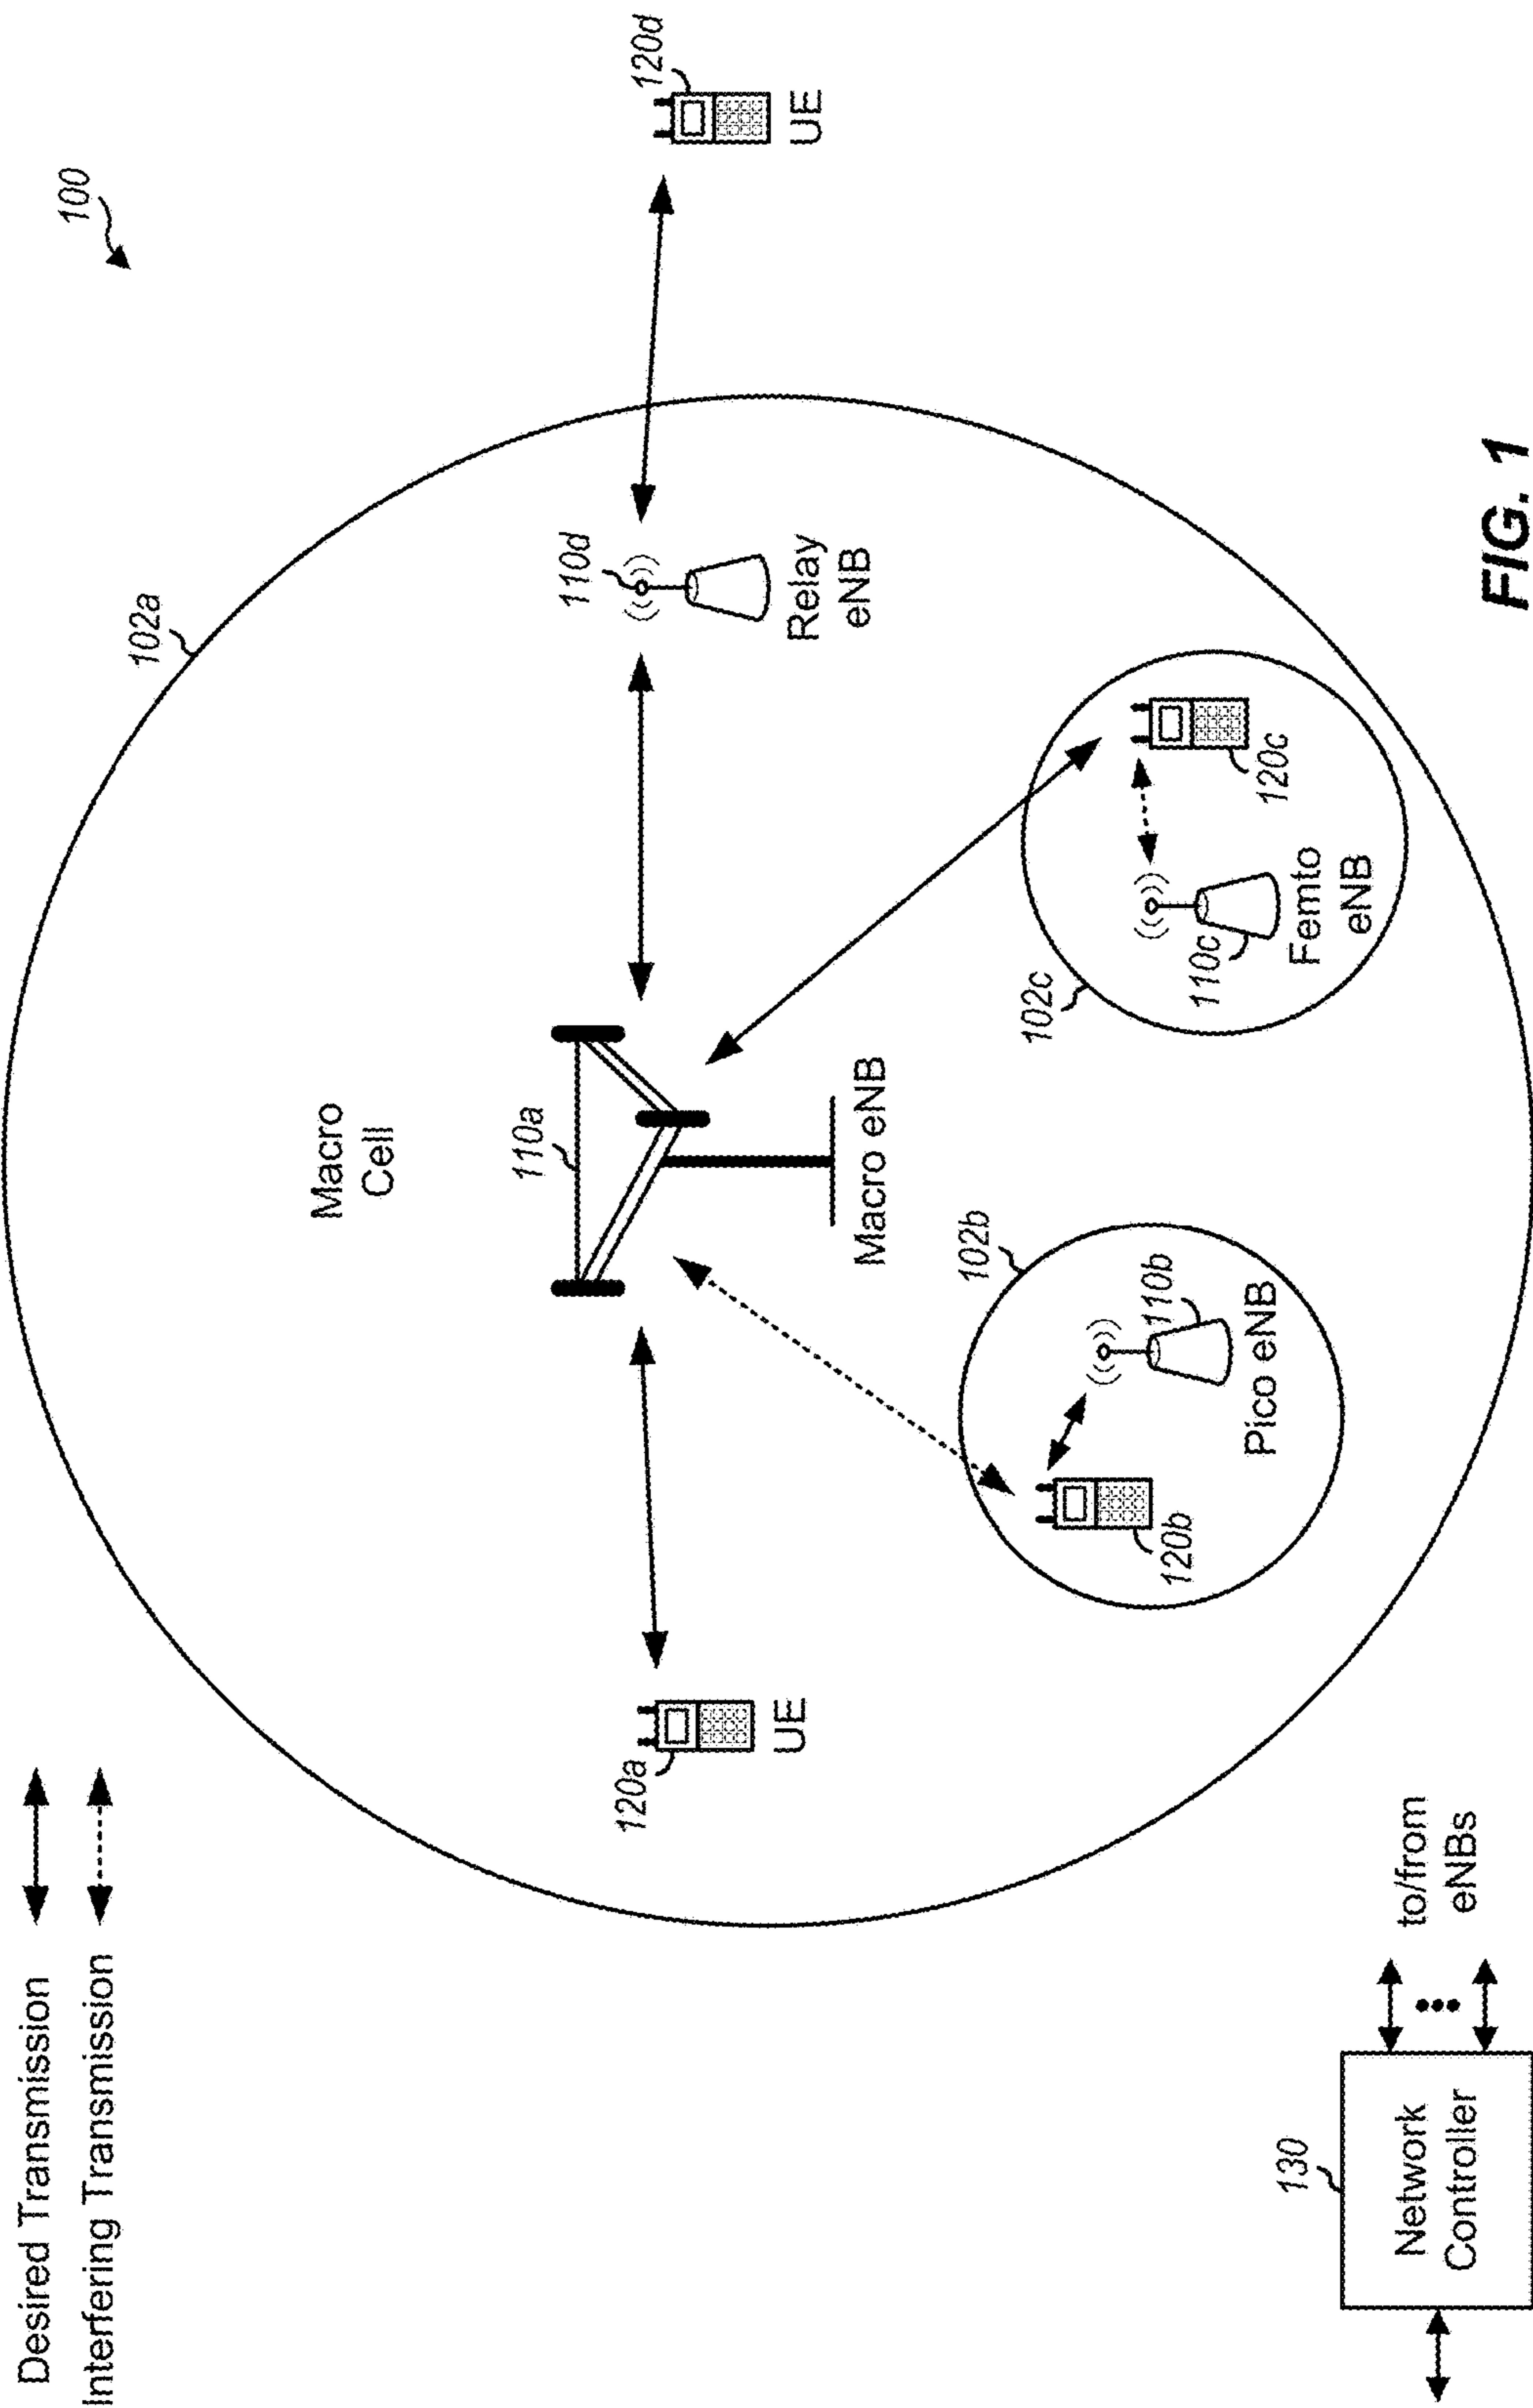 Desired Transmission
Interfering Transmission
100
102a
Macro
Cell
110a
110d
120a
UE
Macro eNB
Relay
eNB
120d
UE
102b
102c
120b
110b
Pico eNB
110c
120c
Femto
eNB
130
Network
Controller
to/from
eNBs
FIG. 1